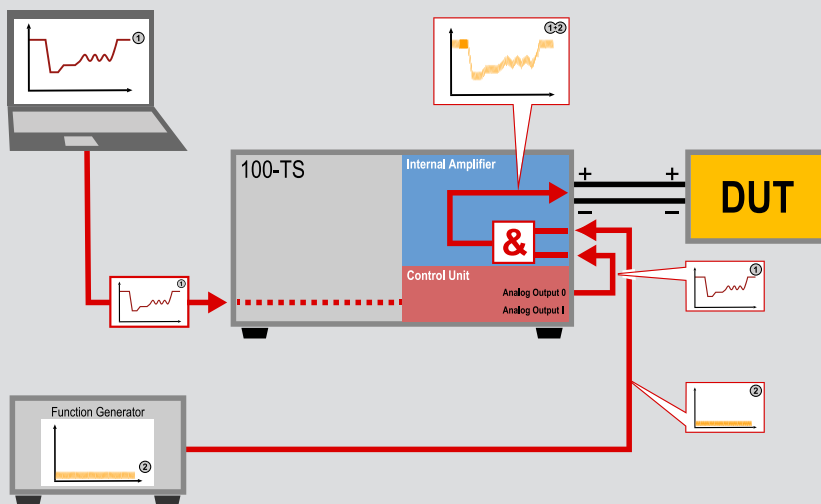 ①
①+②
100-TS
Internal Amplifier
+ +
DUT
− −
&
Control Unit
Analog Output 0
Analog Output I
①
①
②
Function Generator
②